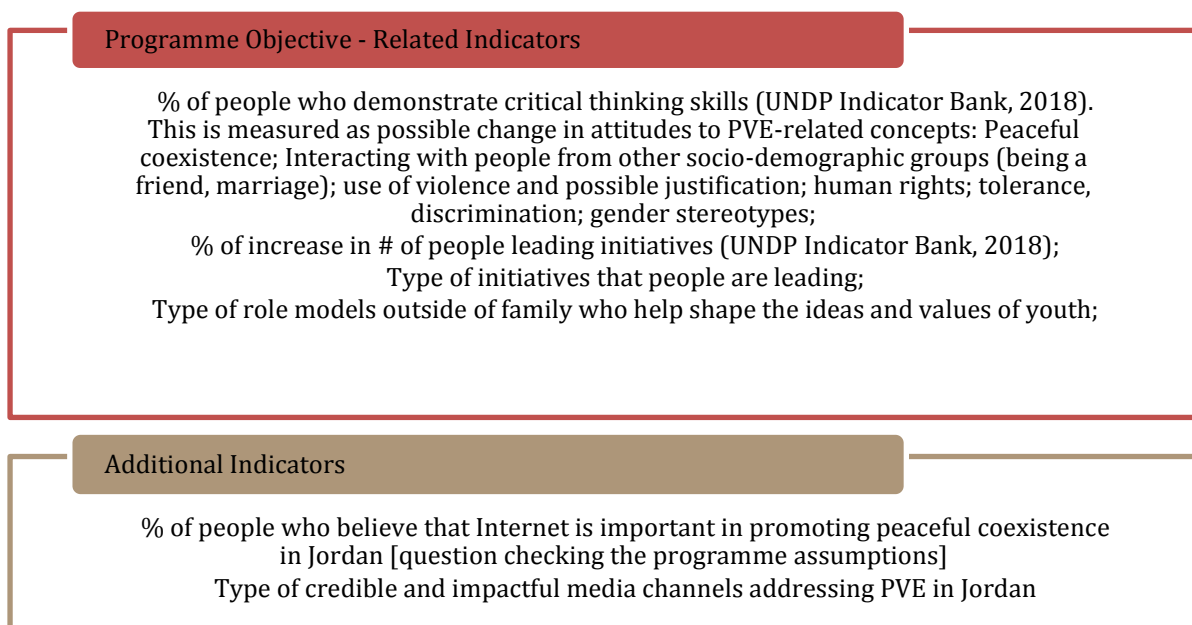 Programme Objective - Related Indicators
% of people who demonstrate critical thinking skills (UNDP Indicator Bank, 2018).
This is measured as possible change in attitudes to PVE-related concepts: Peaceful
coexistence; Interacting with people from other socio-demographic groups (being a
friend, marriage); use of violence and possible justification; human rights; tolerance,
discrimination; gender stereotypes;
% of increase in # of people leading initiatives (UNDP Indicator Bank, 2018);
Type of initiatives that people are leading;
Type of role models outside of family who help shape the ideas and values of youth;
Additional Indicators
% of people who believe that Internet is important in promoting peaceful coexistence
in Jordan [question checking the programme assumptions]
Type of credible and impactful media channels addressing PVE in Jordan